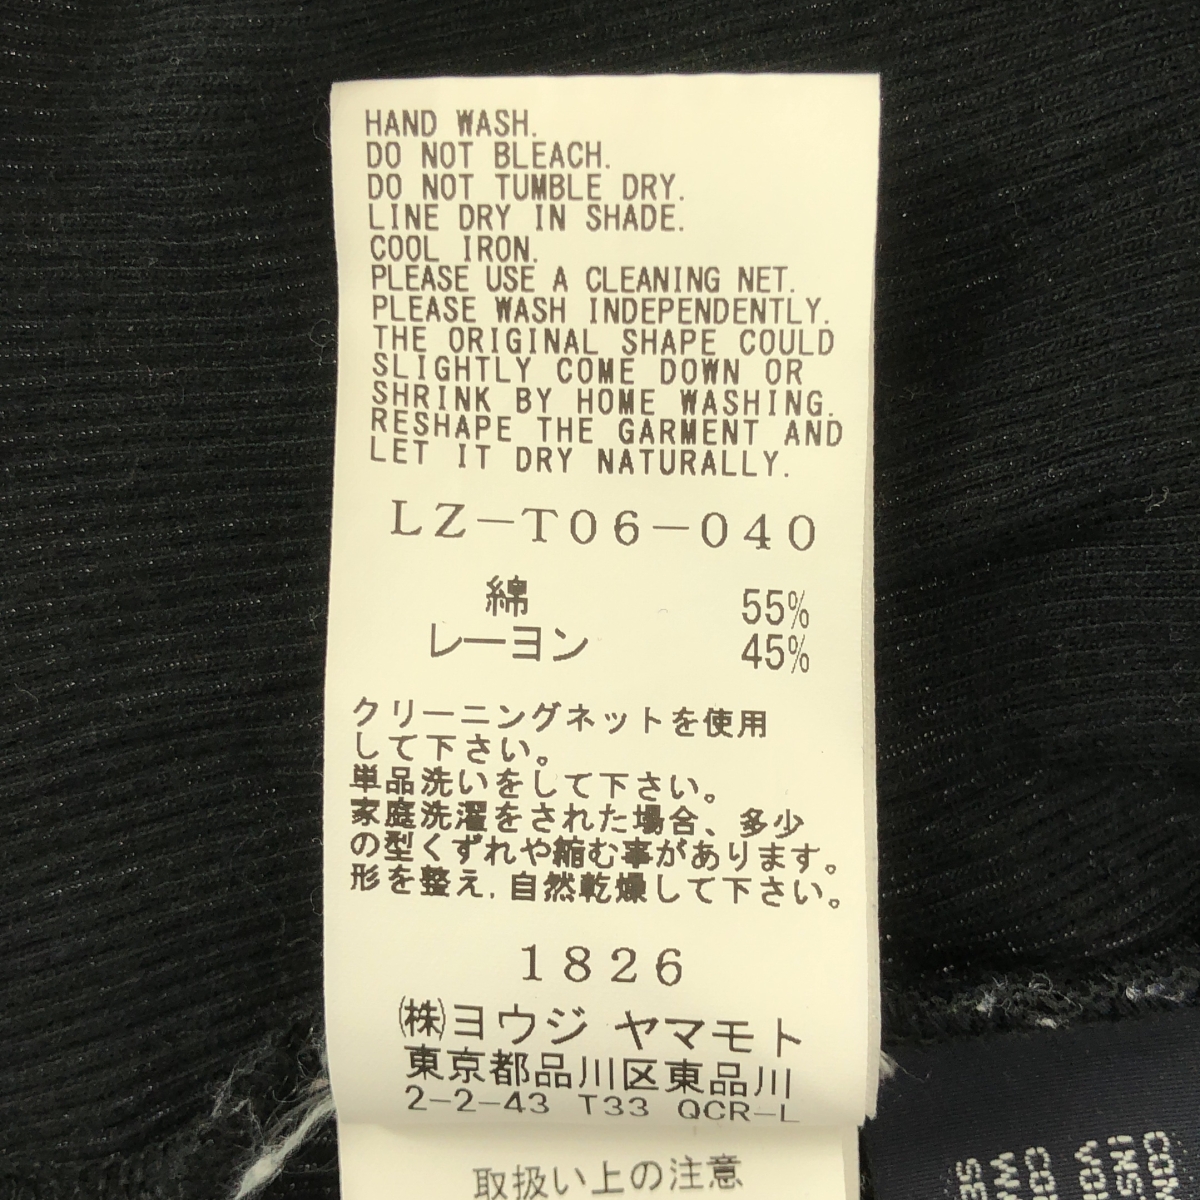 HAND WASH.
DO NOT BLEACH.
DO NOT TUMBLE DRY.
LINE DRY IN SHADE.
COOL IRON.
PLEASE USE A CLEANING NET.
PLEASE WASH INDEPENDENTLY.
THE ORIGINAL SHAPE COULD
SLIGHTLY COME DOWN OR
SHRINK BY HOME WASHING.
RESHAPE THE GARMENT AND
LET IT DRY NATURALLY.
LZ-T06-040
綿 55%
レーヨン 45%
クリーニングネットを使用
して下さい。
単品洗いをして下さい。
家庭洗濯をされた場合、多少
の型くずれや縮む事があります。
形を整え、自然乾燥して下さい。
1826
㈱ヨウジ ヤマモト
東京都品川区東品川
2-2-43 T33 QCR-L
取扱い上の注意